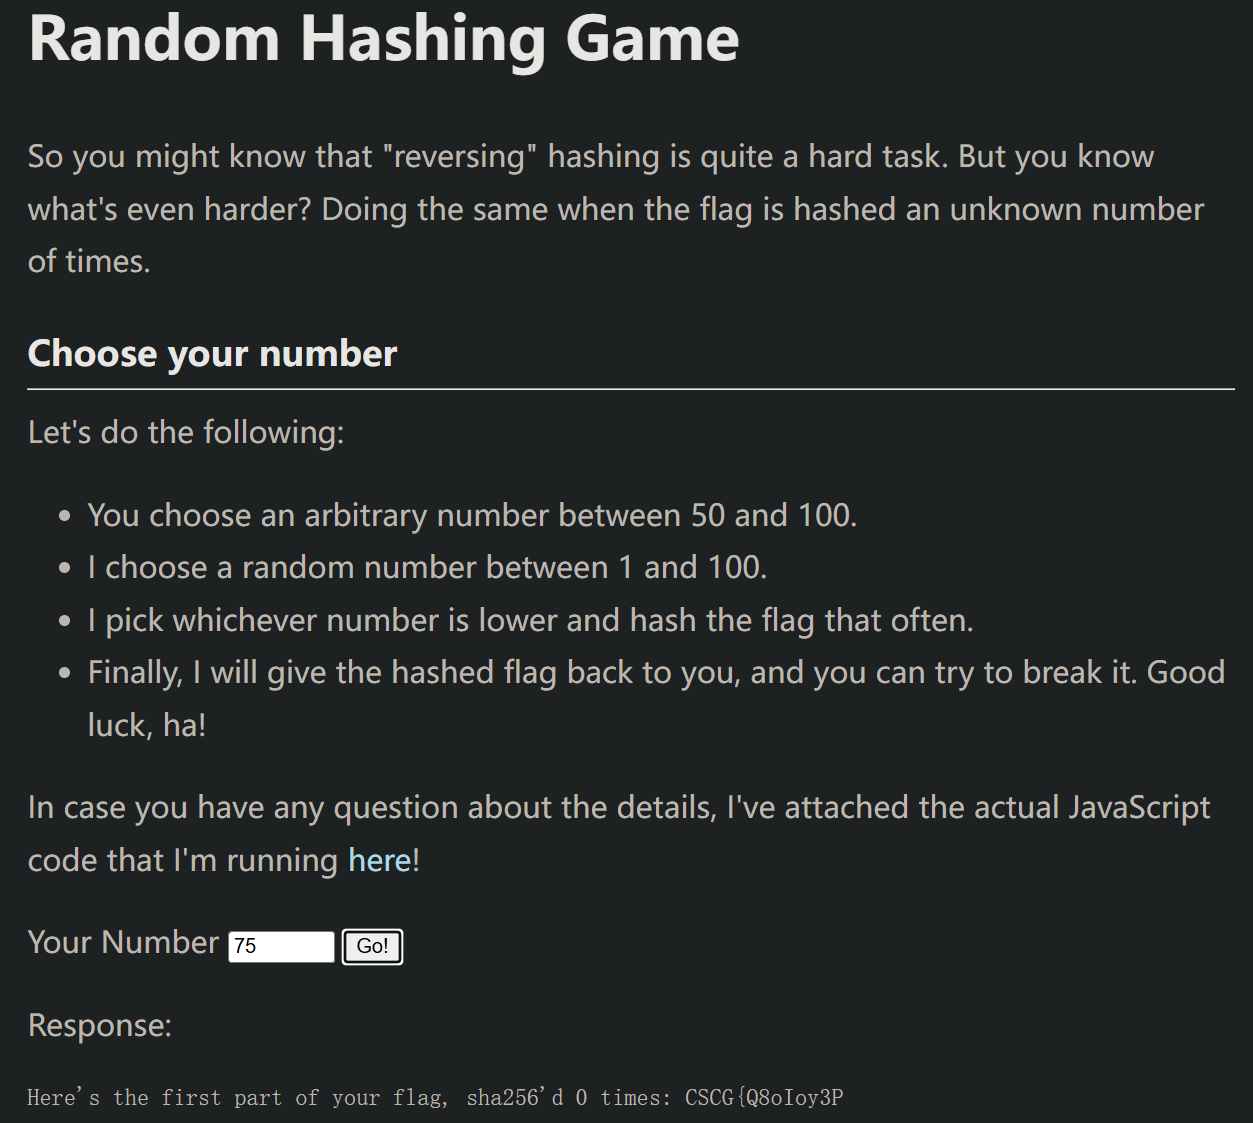 Random Hashing Game
So you might know that "reversing" hashing is quite a hard task. But you know
what's even harder? Doing the same when the flag is hashed an unknown number
of times.
Choose your number
Let's do the following:
• You choose an arbitrary number between 50 and 100.
• I choose a random number between 1 and 100.
• I pick whichever number is lower and hash the flag that often.
• Finally, I will give the hashed flag back to you, and you can try to break it. Good
luck, ha!
In case you have any question about the details, I've attached the actual JavaScript
code that I'm running here!
Your Number 75 Go!
Response:
Here's the first part of your flag, sha256'd 0 times: CSCG{Q8oIoy3P